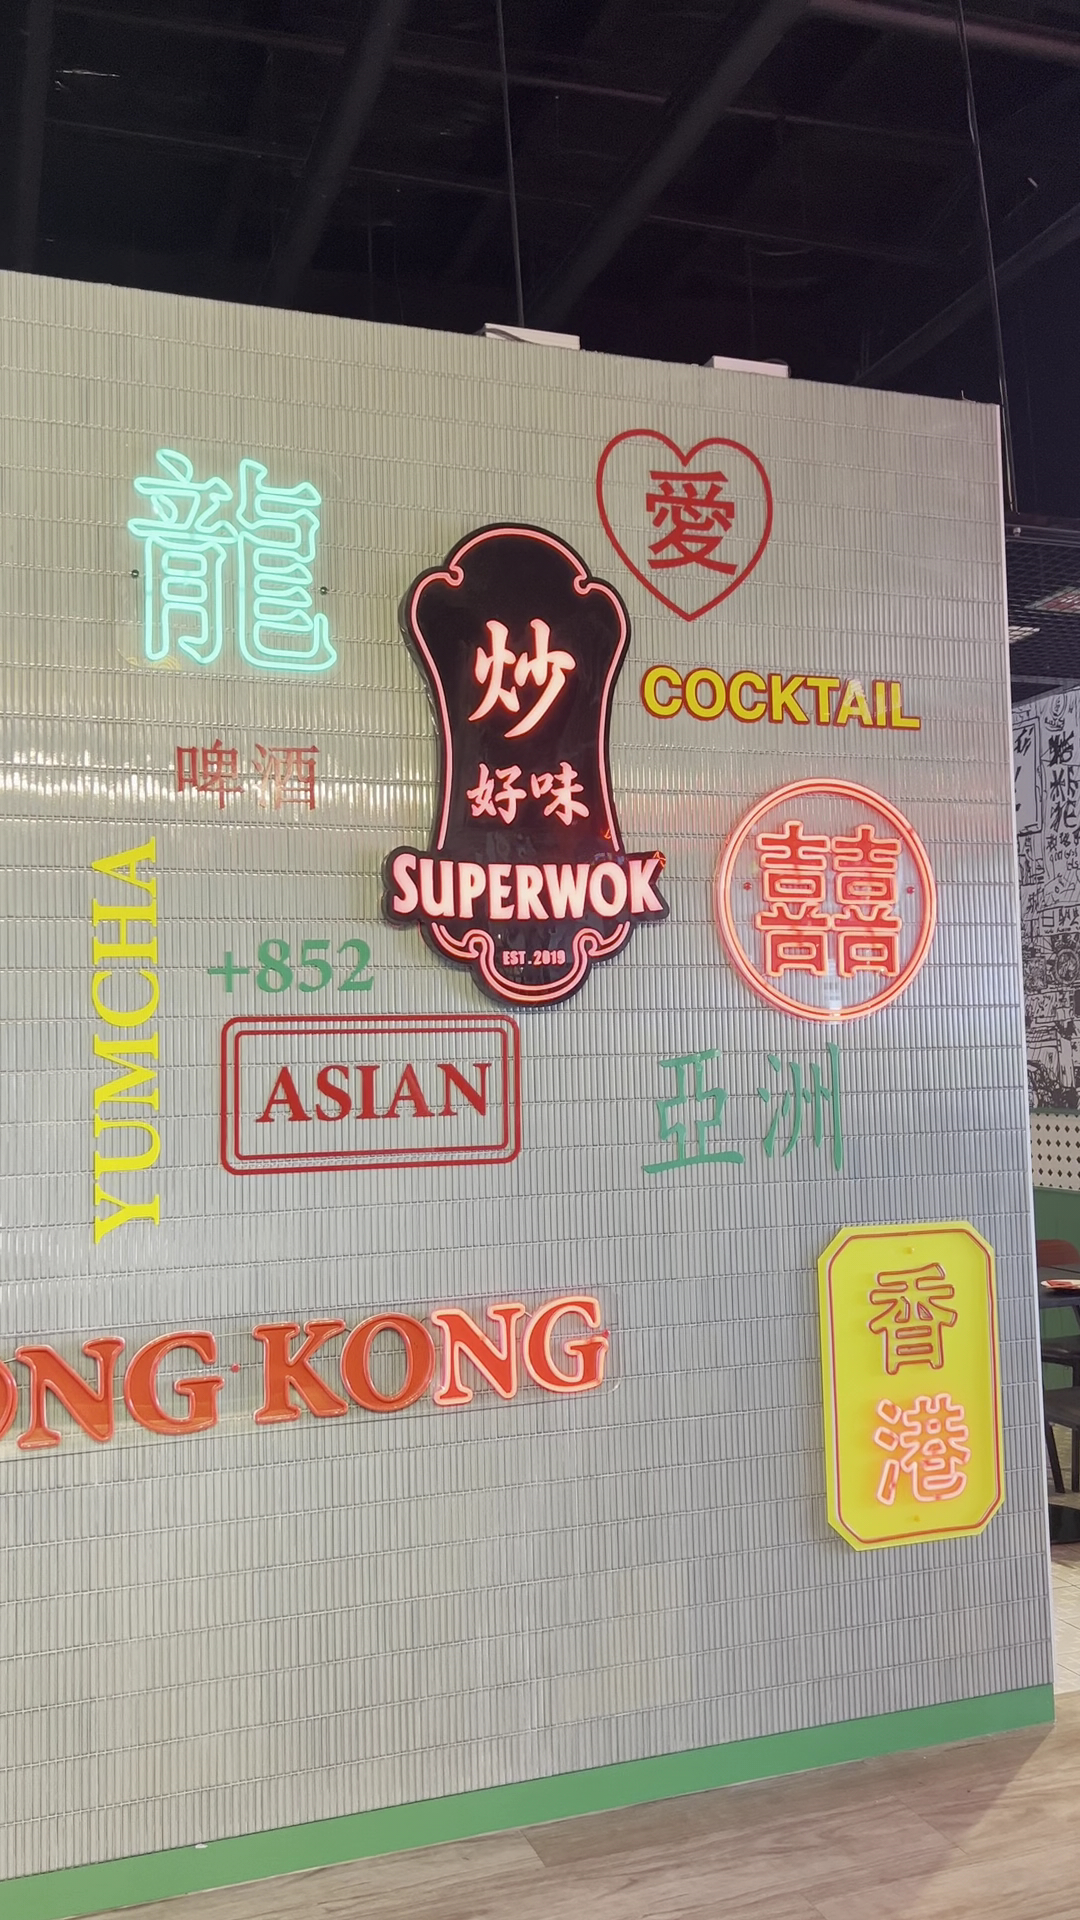 龍
愛
炒
好味
SUPERWOK
EST.2019
COCKTAIL
啤酒
囍
YUMCHA
+852
ASIAN
亞洲
ONG KONG
香
港